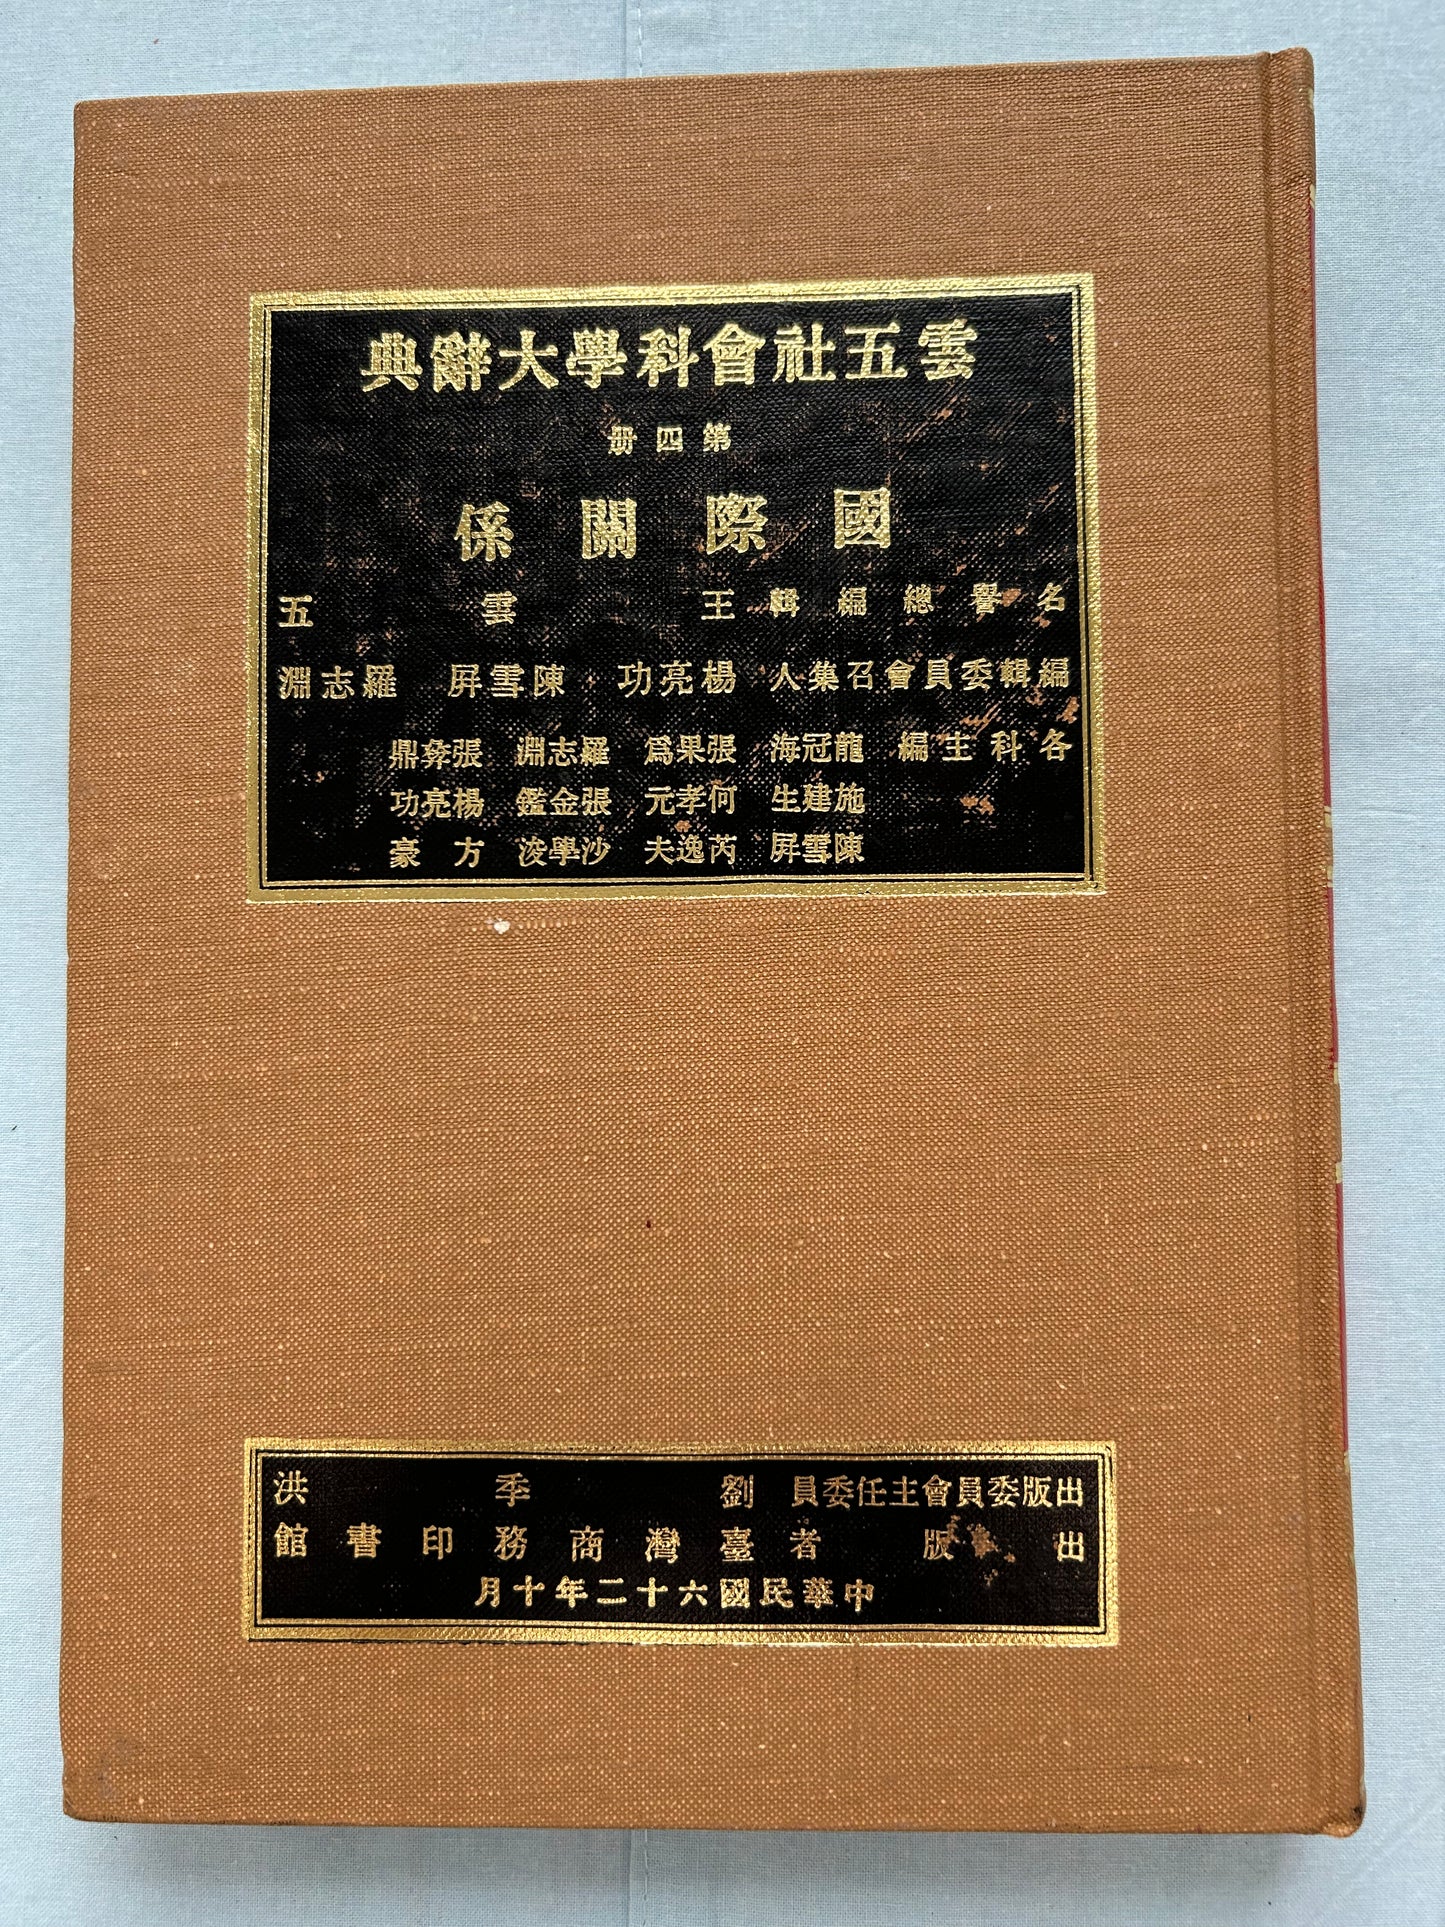 雲五社會科學大辭典
第四册
國際關係
名譽總編輯 王雲五
編輯委員會召集人 楊亮功 陳雪屏 羅志淵
各科主編 龍冠海 張果爲 羅志淵 張彝鼎
施建生 何孝元 張金鑑 楊亮功
陳雪屏 芮逸夫 沙學浚 方豪
出版委員會主任委員 劉季洪
出版者 臺灣商務印書館
中華民國六十二年十月